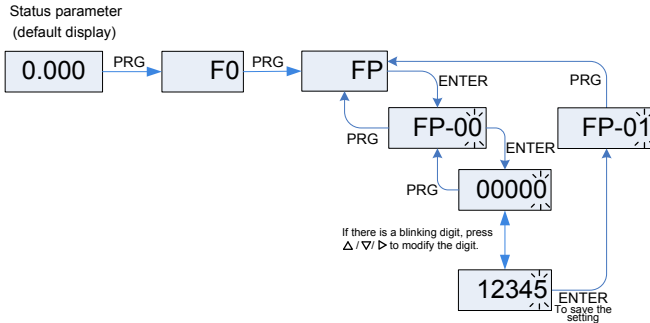 Status parameter
(default display)
0.000
PRG
F0
PRG
FP
ENTER
PRG
PRG
FP-00
ENTER
FP-01
PRG
00000
If there is a blinking digit, press
△ / ▽/ ▷ to modify the digit.
12345
ENTER
To save the
setting